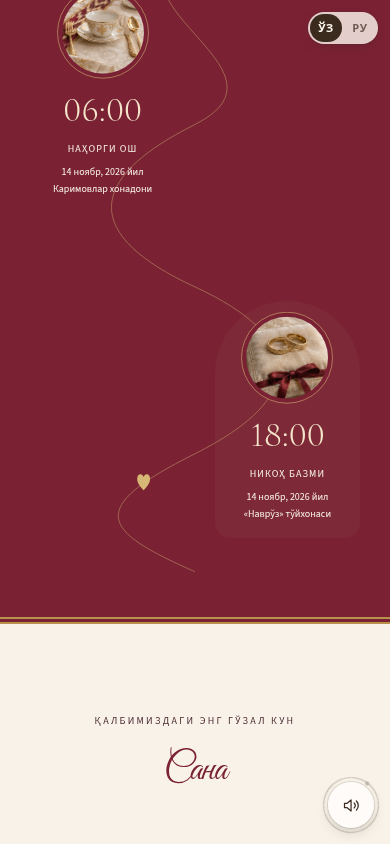 ЎЗ РУ
06:00
НАҲОРГИ ОШ
14 ноябр, 2026 йил
Каримовлар хонадони
18:00
НИКОҲ БАЗМИ
14 ноябр, 2026 йил
«Наврўз» тўйхонаси
ҚАЛБИМИЗДАГИ ЭНГ ГЎЗАЛ КУН
Сана